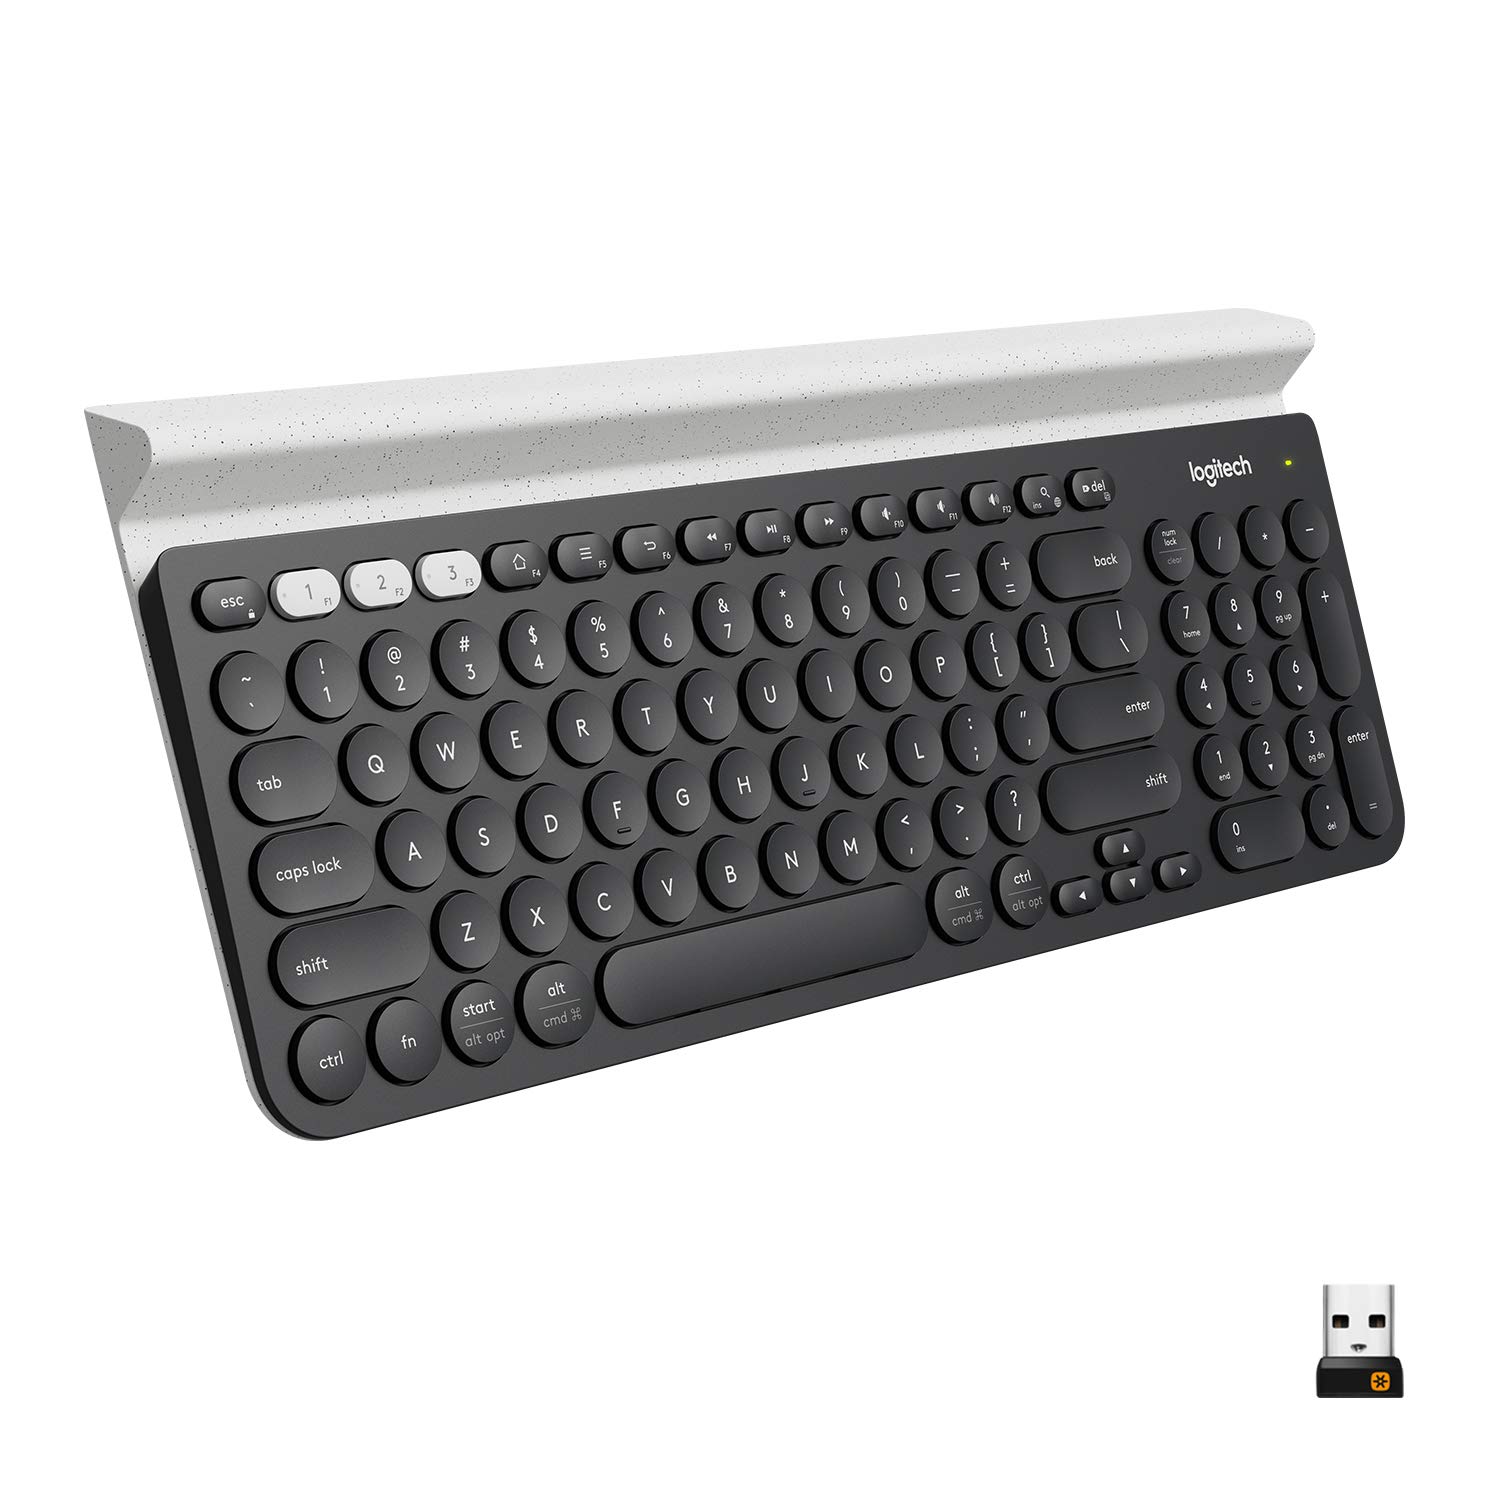 logitech
esc 1 F1 2 F2 3 F3 F4 F5 F6 F7 F8 F9 F10 F11 F12 ins del
~ ` ! 1 @ 2 # 3 $ 4 % 5 ^ 6 & 7 * 8 ( 9 ) 0 — + = back
tab Q W E R T Y U I O P { [ } ] | \
caps lock A S D F G H J K L : ; " ' enter
shift Z X C V B N M < , > . ? / shift
ctrl fn start alt opt alt cmd ⌘ alt cmd ⌘ ctrl alt opt ◄ ▲ ▼ ►
num lock clear / * −
7 home 8 ▲ 9 pg up +
4 ◄ 5 6 ►
1 end 2 ▼ 3 pg dn enter =
0 ins . del